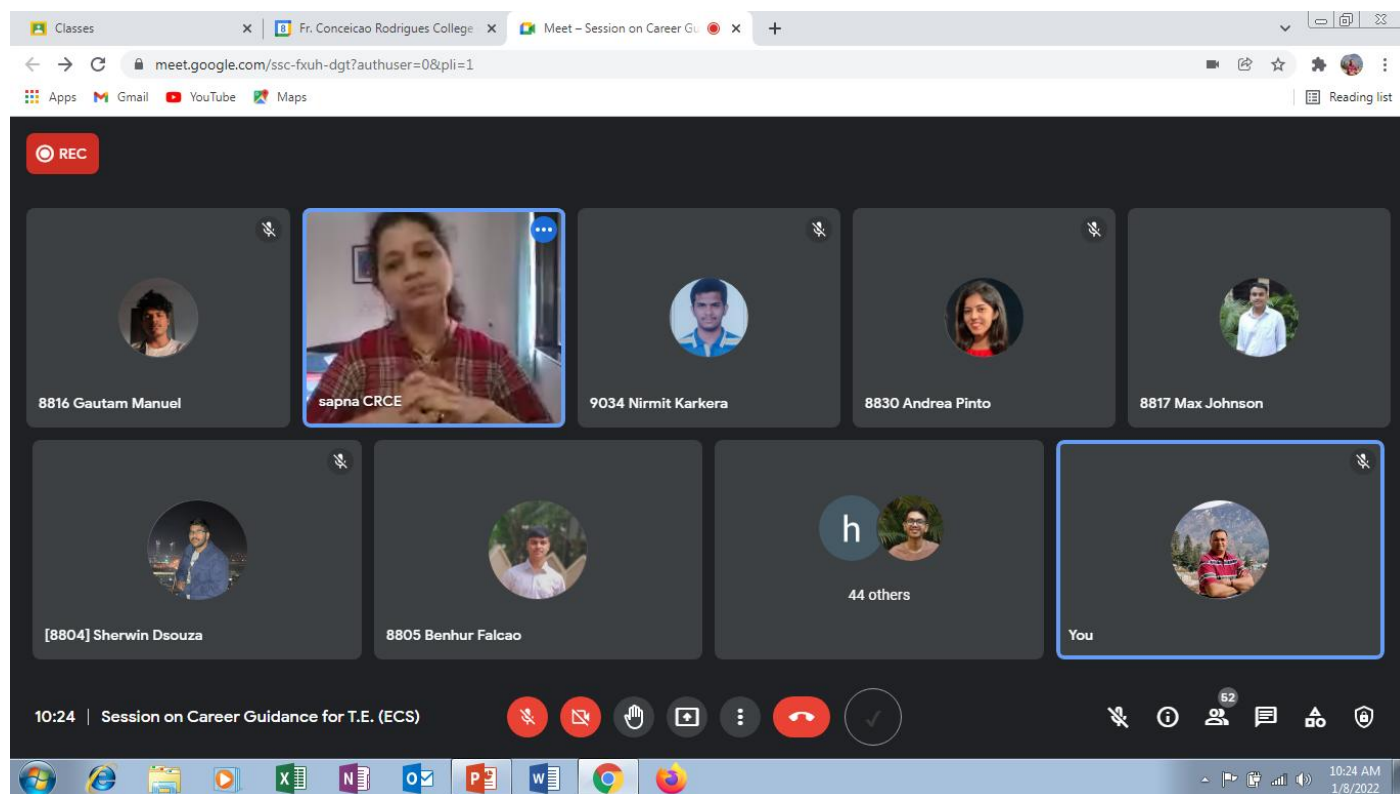 Classes
Fr. Conceicao Rodrigues College
Meet – Session on Career Gu
meet.google.com/ssc-fxuh-dgt?authuser=0&pli=1
Apps Gmail YouTube Maps Reading list
REC
8816 Gautam Manuel
sapna CRCE
9034 Nirmit Karkera
8830 Andrea Pinto
8817 Max Johnson
[8804] Sherwin Dsouza
8805 Benhur Falcao
h
44 others
You
10:24 | Session on Career Guidance for T.E. (ECS)
52
10:24 AM
1/8/2022